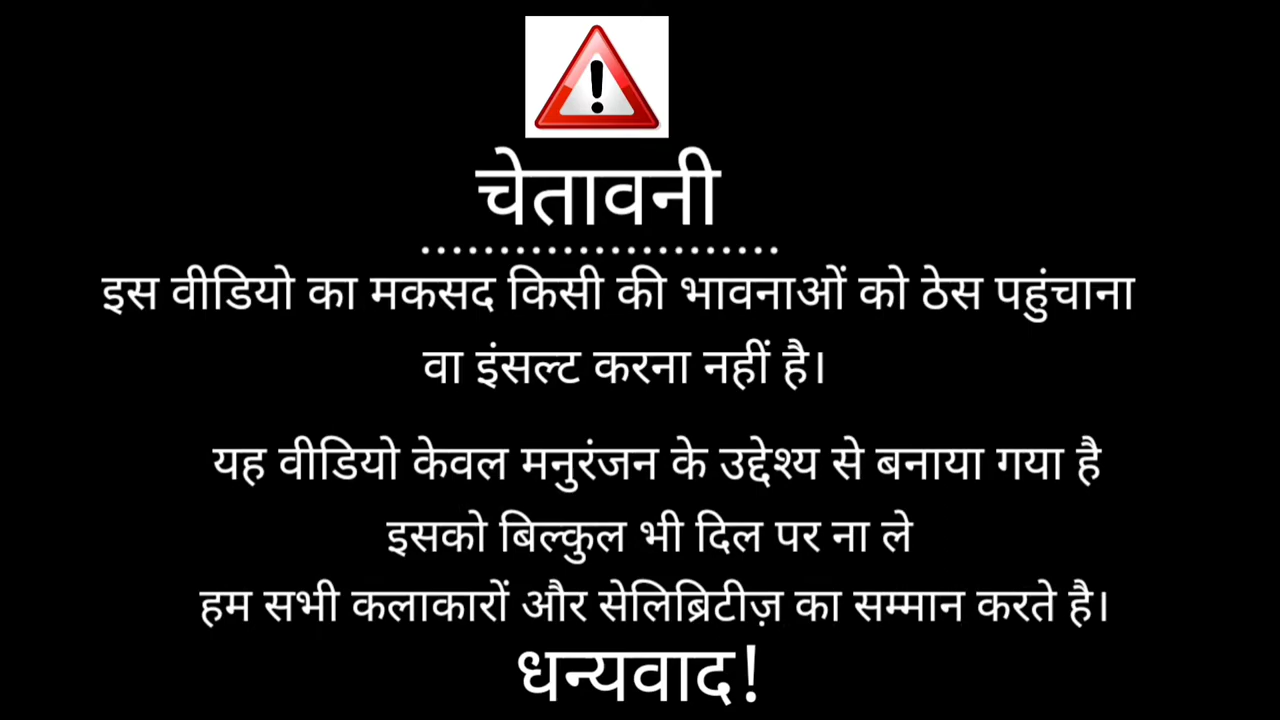 चेतावनी
.......................
इस वीडियो का मकसद किसी की भावनाओं को ठेस पहुंचाना
वा इंसल्ट करना नहीं है।
यह वीडियो केवल मनुरंजन के उद्देश्य से बनाया गया है
इसको बिल्कुल भी दिल पर ना ले
हम सभी कलाकारों और सेलिब्रिटीज़ का सम्मान करते है।
धन्यवाद!